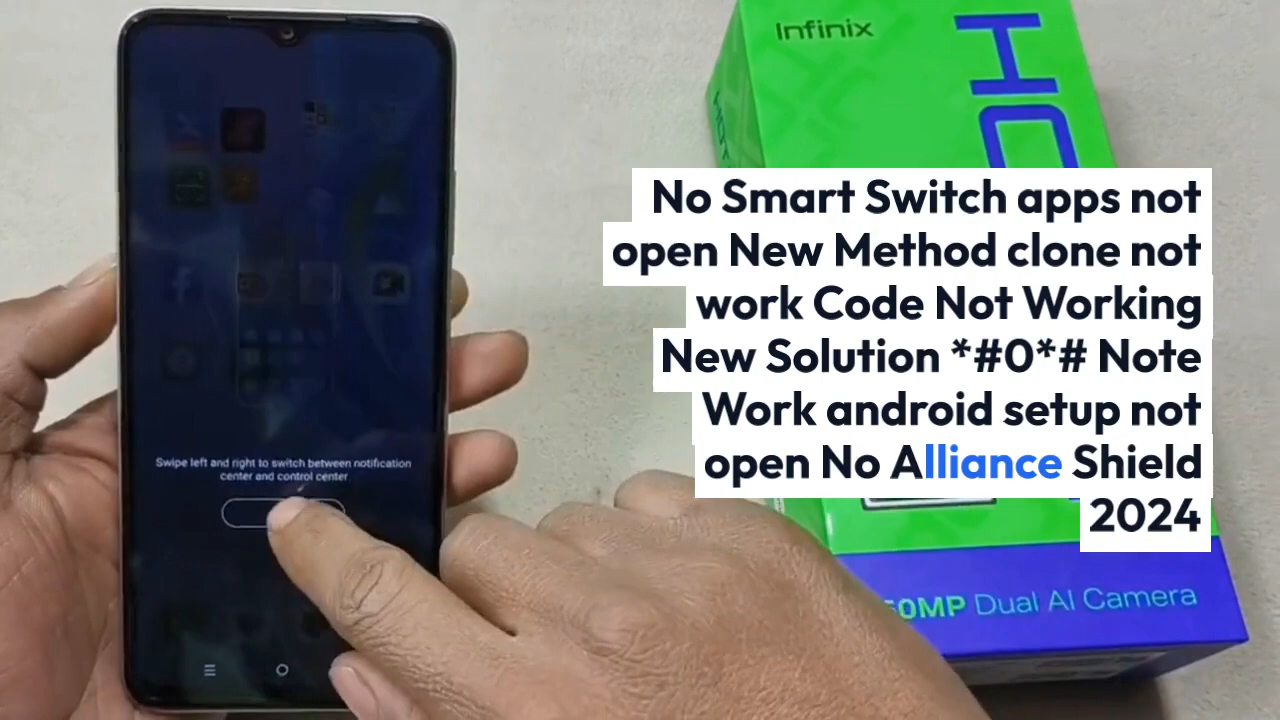 Infinix
HO
HOT
No Smart Switch apps not
open New Method clone not
work Code Not Working
New Solution *#0*# Note
Work android setup not
open No Alliance Shield
2024
Swipe left and right to switch between notification
center and control center
50MP Dual AI Camera